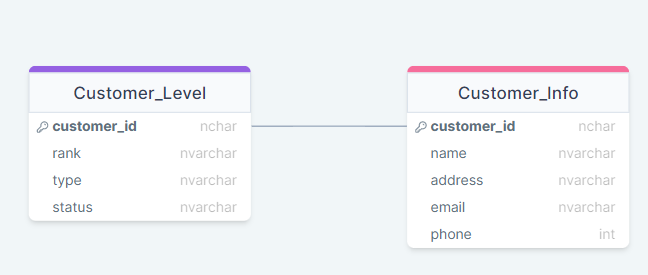 Customer_Level
customer_id nchar
rank nvarchar
type nvarchar
status nvarchar
Customer_Info
customer_id nchar
name nvarchar
address nvarchar
email nvarchar
phone int